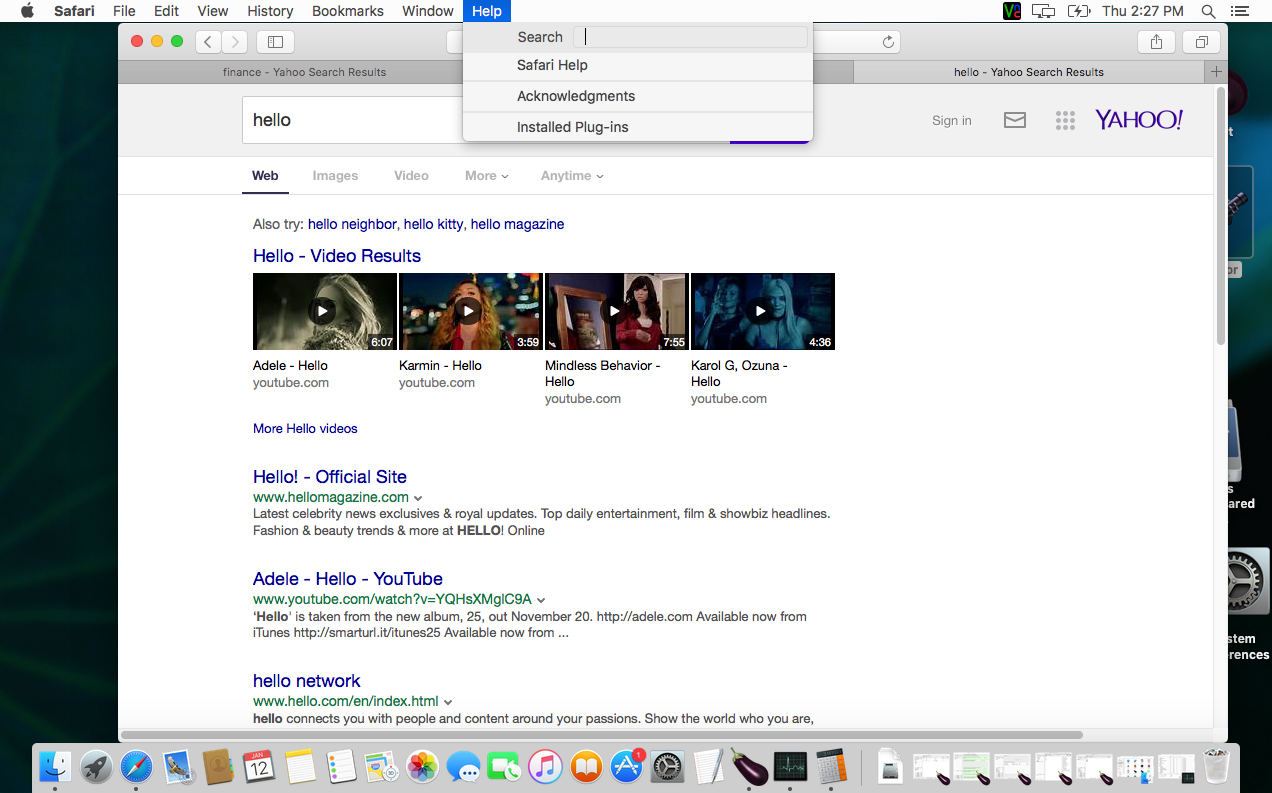 Safari File Edit View History Bookmarks Window Help Thu 2:27 PM
Search
Safari Help
Acknowledgments
Installed Plug-ins
finance - Yahoo Search Results
hello - Yahoo Search Results
hello
Sign in
YAHOO!
Web Images Video More Anytime
Also try: hello neighbor, hello kitty, hello magazine
Hello - Video Results
6:07 3:59 7:55 4:36
Adele - Hello
youtube.com
Karmin - Hello
youtube.com
Mindless Behavior -
Hello
youtube.com
Karol G, Ozuna -
Hello
youtube.com
More Hello videos
Hello! - Official Site
www.hellomagazine.com
Latest celebrity news exclusives & royal updates. Top daily entertainment, film & showbiz headlines.
Fashion & beauty trends & more at HELLO! Online
Adele - Hello - YouTube
www.youtube.com/watch?v=YQHsXMglC9A
'Hello' is taken from the new album, 25, out November 20. http://adele.com Available now from
iTunes http://smarturl.it/itunes25 Available now from ...
hello network
www.hello.com/en/index.html
hello connects you with people and content around your passions. Show the world who you are,
t
or
s
ared
stem
rences
JAN
12
1